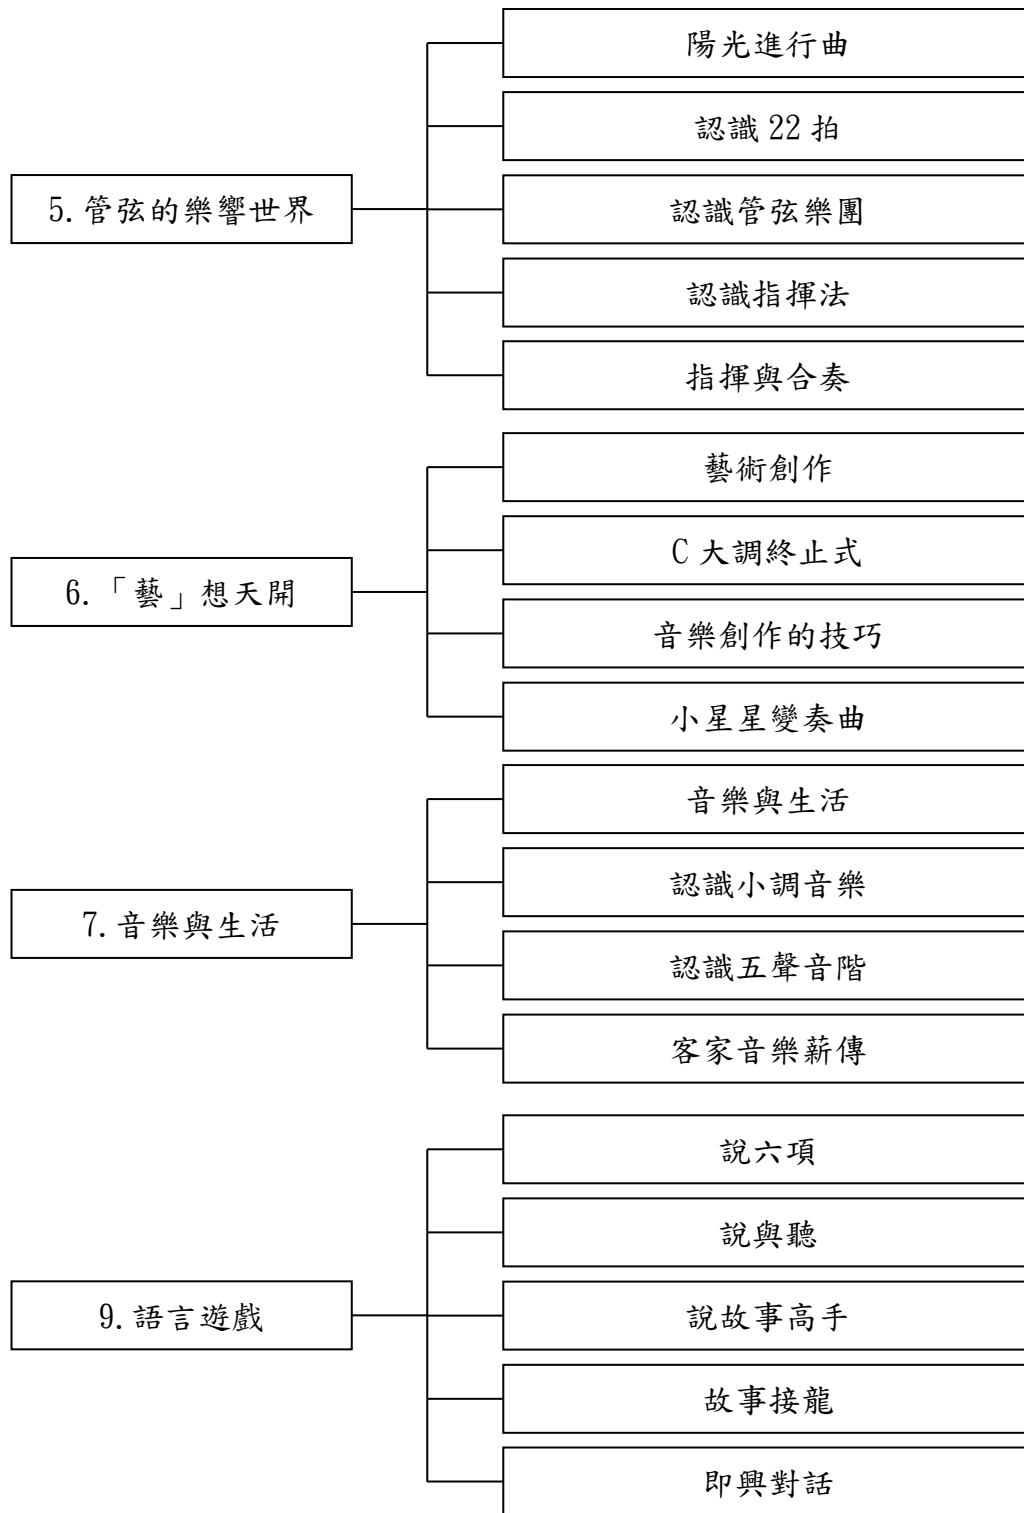 5.管弦的樂響世界
陽光進行曲
認識 22 拍
認識管弦樂團
認識指揮法
指揮與合奏
6.「藝」想天開
藝術創作
C 大調終止式
音樂創作的技巧
小星星變奏曲
7.音樂與生活
音樂與生活
認識小調音樂
認識五聲音階
客家音樂薪傳
9.語言遊戲
說六項
說與聽
說故事高手
故事接龍
即興對話